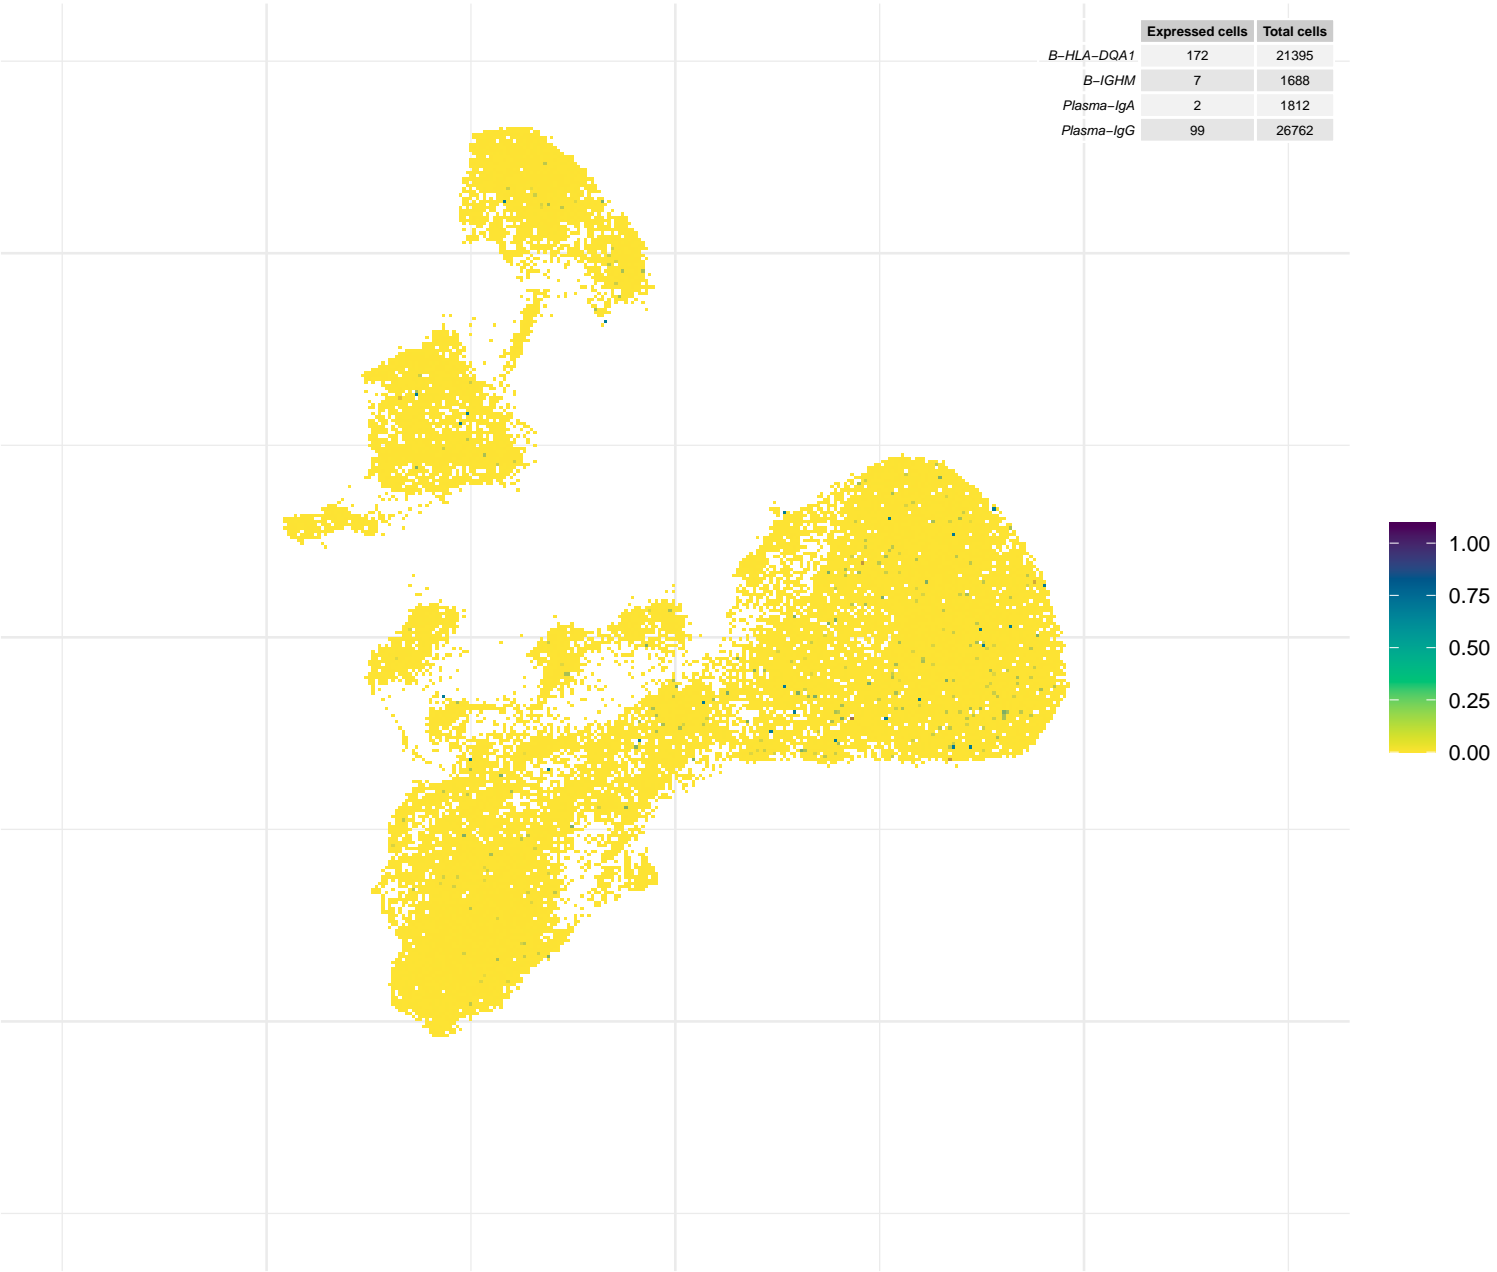 Expressed cells Total cells
B−HLA−DQA1 172 21395
B−IGHM 7 1688
Plasma−IgA 2 1812
Plasma−IgG 99 26762
1.00
0.75
0.50
0.25
0.00